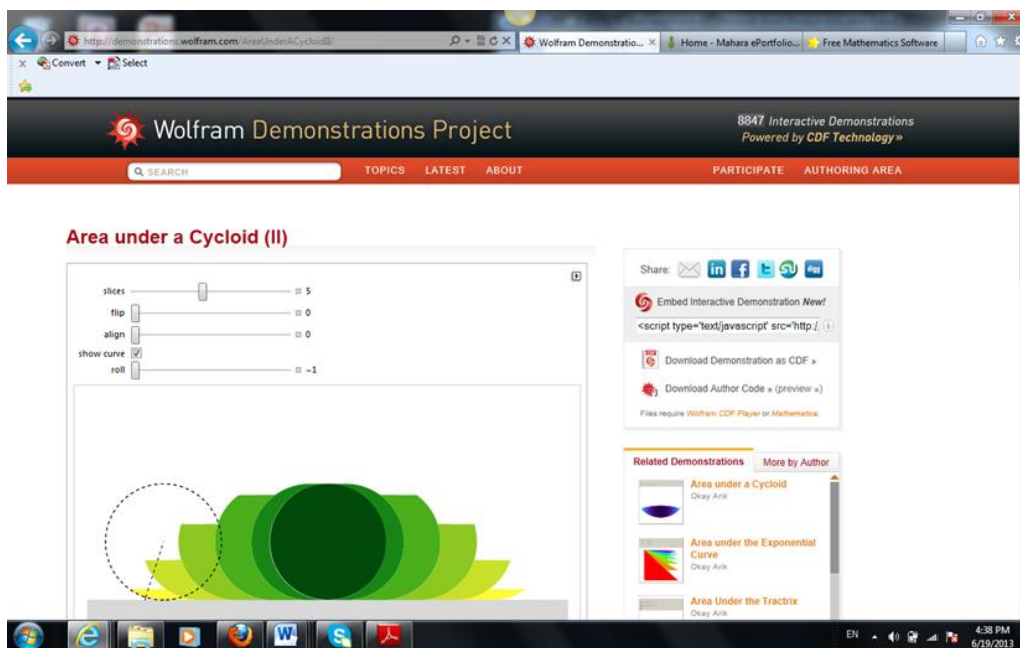 http://demonstrations.wolfram.com/AreaUnderACycloidII/
Wolfram Demonstratio...
Home - Mahara ePortfolio...
Free Mathematics Software
x Convert Select
Wolfram Demonstrations Project
8847 Interactive Demonstrations
Powered by CDF Technology »
SEARCH
TOPICS LATEST ABOUT PARTICIPATE AUTHORING AREA
Area under a Cycloid (II)
slices 5
flip 0
align 0
show curve
roll -1
Share:
Embed Interactive Demonstration New!
<script type='text/javascript' src='http:/
Download Demonstration as CDF »
Download Author Code » (preview »)
Files require Wolfram CDF Player or Mathematica.
Related Demonstrations More by Author
Area under a Cycloid
Okay Arik
Area under the Exponential
Curve
Okay Arik
Area Under the Tractrix
Okay Arik
EN
4:38 PM
6/19/2013